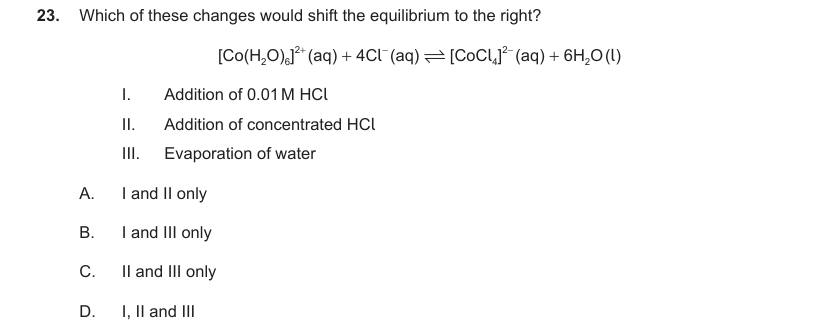 23. Which of these changes would shift the equilibrium to the right?
[Co(H₂O)₆]²⁺ (aq) + 4Cl⁻ (aq) ⇌ [CoCl₄]²⁻ (aq) + 6H₂O (l)
I. Addition of 0.01 M HCl
II. Addition of concentrated HCl
III. Evaporation of water
A. I and II only
B. I and III only
C. II and III only
D. I, II and III